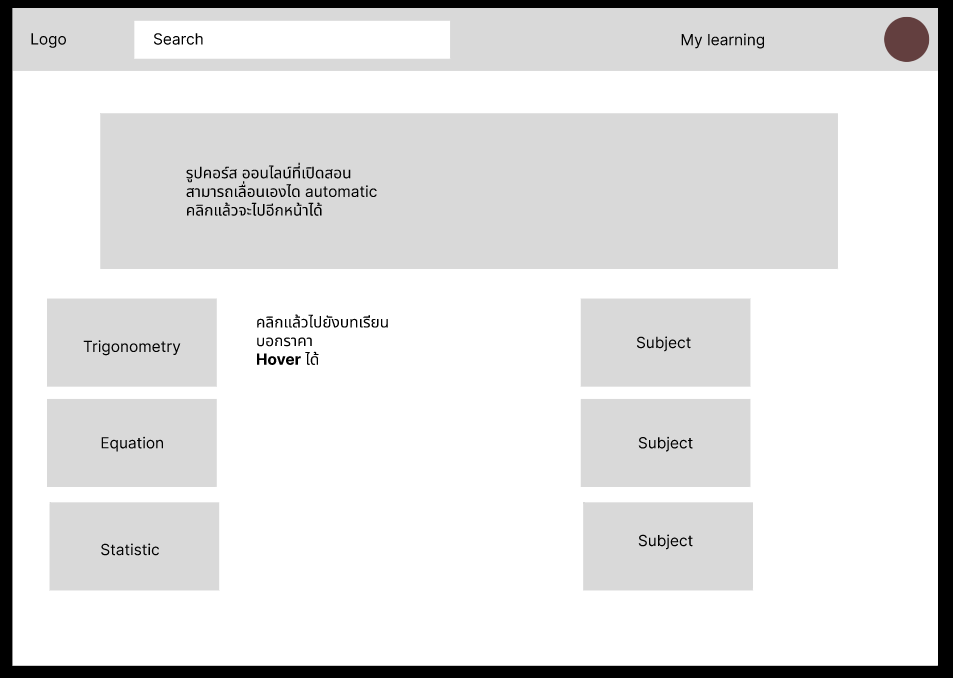 Logo
Search
My learning
รูปคอร์ส ออนไลน์ที่เปิดสอน
สามารถเลื่อนเองได automatic
คลิกแล้วจะไปอีกหน้าได้
Trigonometry
คลิกแล้วไปยังบทเรียน
บอกราคา
Hover ได้
Subject
Equation
Subject
Statistic
Subject